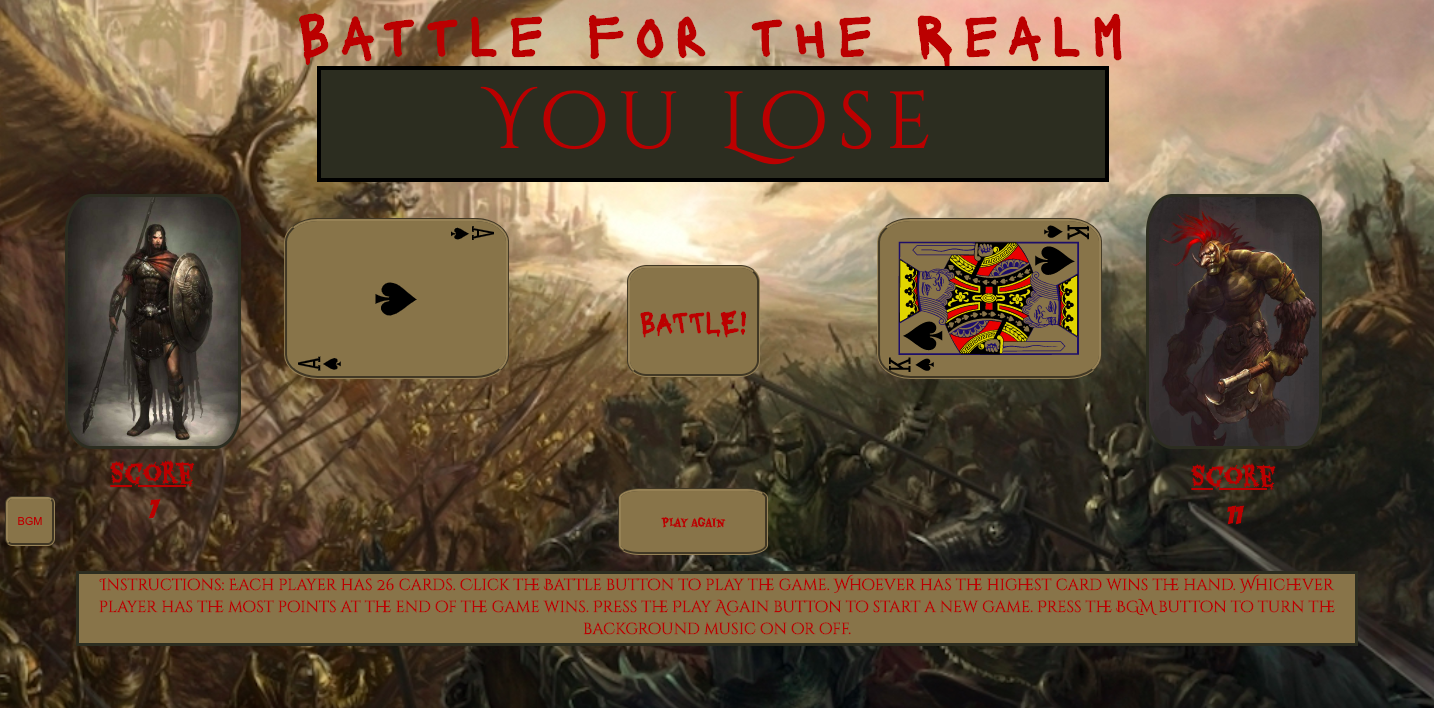 Battle For the Realm
You Lose
A
K
A
K
BATTLE!
SCORE
7
SCORE
11
BGM
PLAY AGAIN
Instructions: Each player has 26 cards. Click the Battle button to play the game. Whoever has the highest card wins the hand. Whichever
player has the most points at the end of the game wins. Press the Play Again button to start a new game. Press the BGM button to turn the
background music on or off.